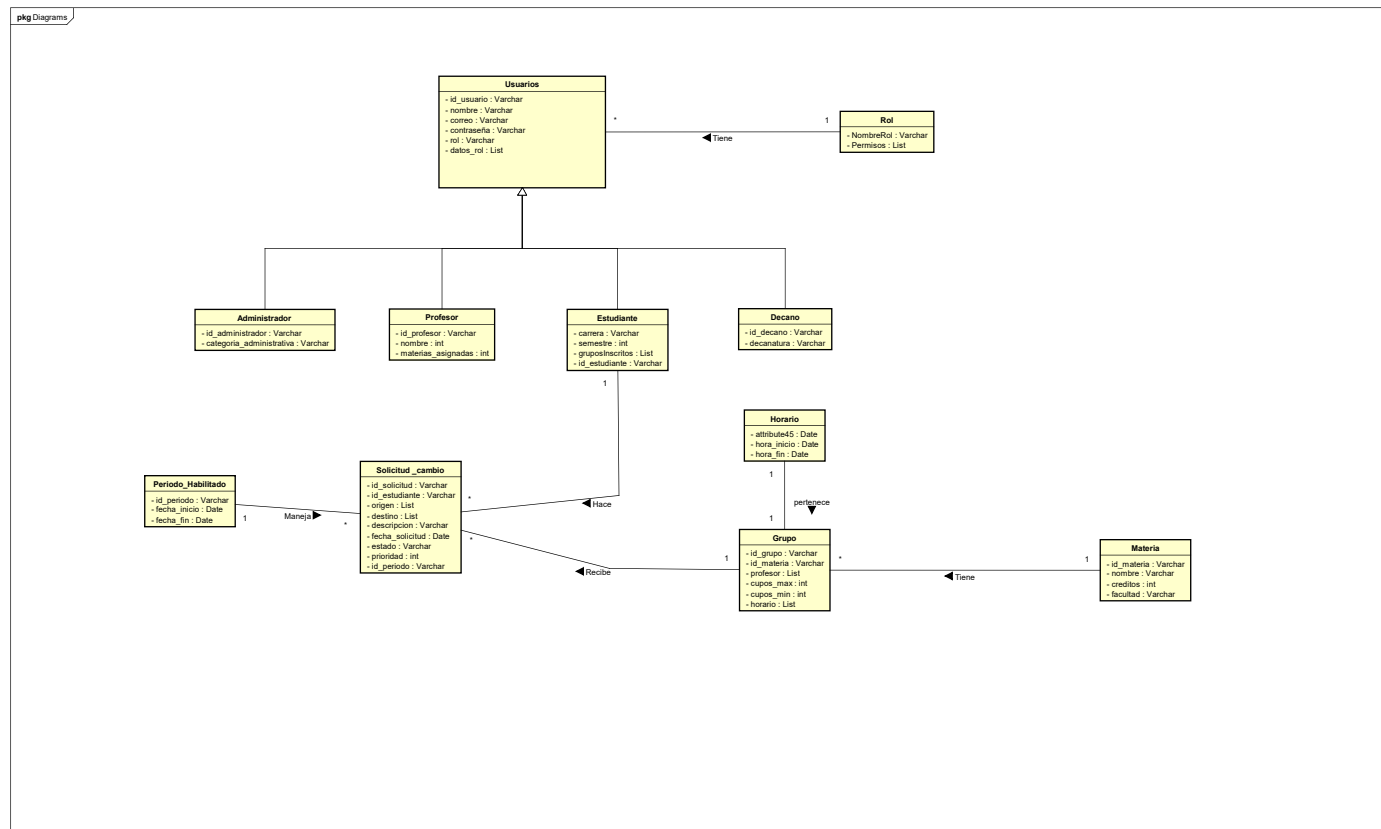 pkg Diagrams
Usuarios
- id_usuario : Varchar
- nombre : Varchar
- correo : Varchar
- contraseña : Varchar
- rol : Varchar
- datos_rol : List
*
1
Tiene
Rol
- NombreRol : Varchar
- Permisos : List
Administrador
- id_administrador : Varchar
- categoria_administrativa : Varchar
Profesor
- id_profesor : Varchar
- nombre : int
- materias_asignadas : int
Estudiante
- carrera : Varchar
- semestre : int
- gruposInscritos : List
- id_estudiante : Varchar
Decano
- id_decano : Varchar
- decanatura : Varchar
1
Horario
- attribute45 : Date
- hora_inicio : Date
- hora_fin : Date
1
pertenece
1
Periodo_Habilitado
- id_periodo : Varchar
- fecha_inicio : Date
- fecha_fin : Date
1
Maneja
*
Solicitud _cambio
- id_solicitud : Varchar
- id_estudiante : Varchar
- origen : List
- destino : List
- descripcion : Varchar
- fecha_solicitud : Date
- estado : Varchar
- prioridad : int
- id_periodo : Varchar
*
Hace
*
Recibe
1
Grupo
- id_grupo : Varchar
- id_materia : Varchar
- profesor : List
- cupos_max : int
- cupos_min : int
- horario : List
*
Tiene
1
Materia
- id_materia : Varchar
- nombre : Varchar
- creditos : int
- facultad : Varchar